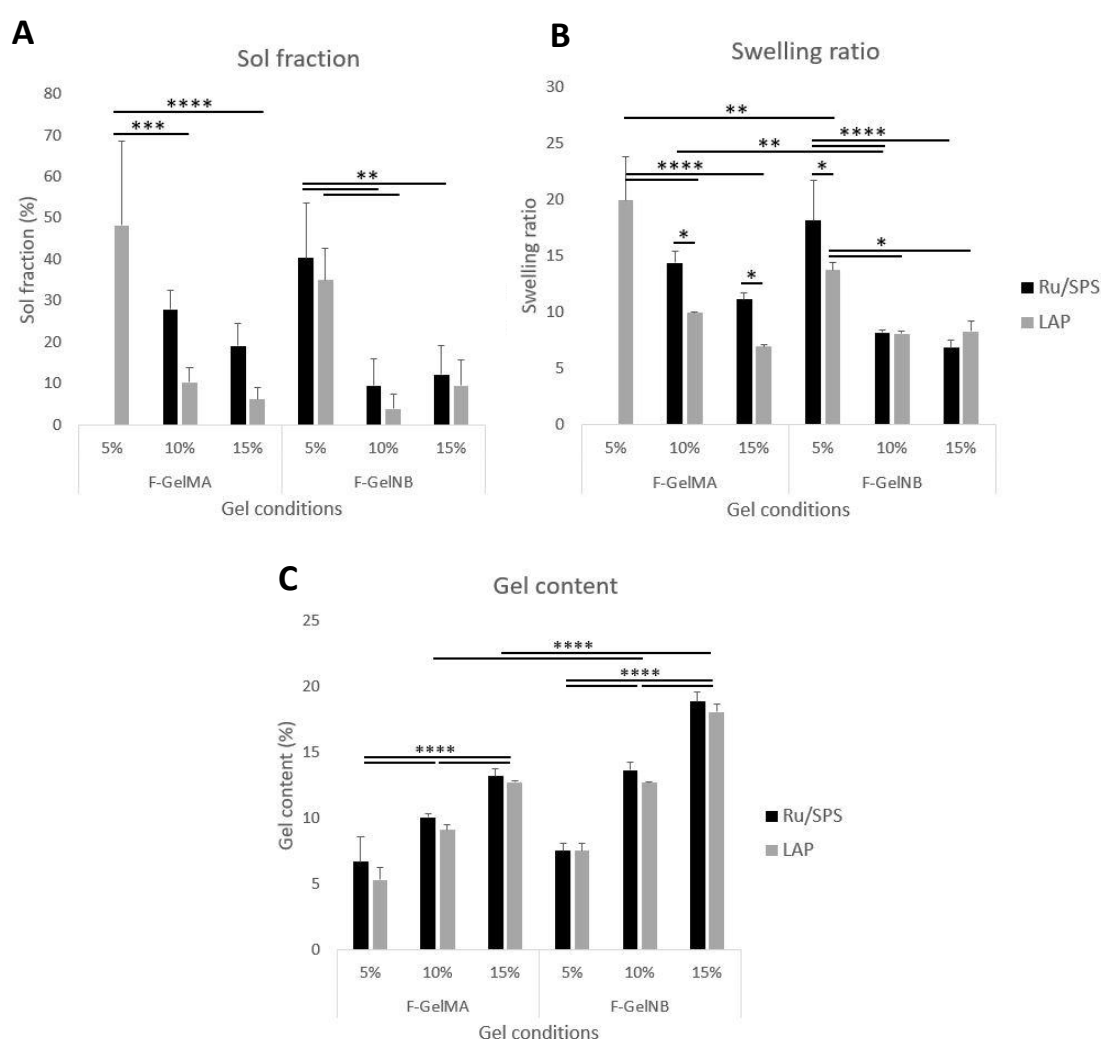 A
Sol fraction
Sol fraction (%)
80
70
60
50
40
30
20
10
0
****
***
**
5% 10% 15% 5% 10% 15%
F-GelMA F-GelNB
Gel conditions
B
Swelling ratio
Swelling ratio
30
25
20
15
10
5
0
**
****
**
****
*
*
*
*
5% 10% 15% 5% 10% 15%
F-GelMA F-GelNB
Gel conditions
Ru/SPS
LAP
C
Gel content
Gel content (%)
25
20
15
10
5
0
****
****
****
5% 10% 15% 5% 10% 15%
F-GelMA F-GelNB
Gel conditions
Ru/SPS
LAP